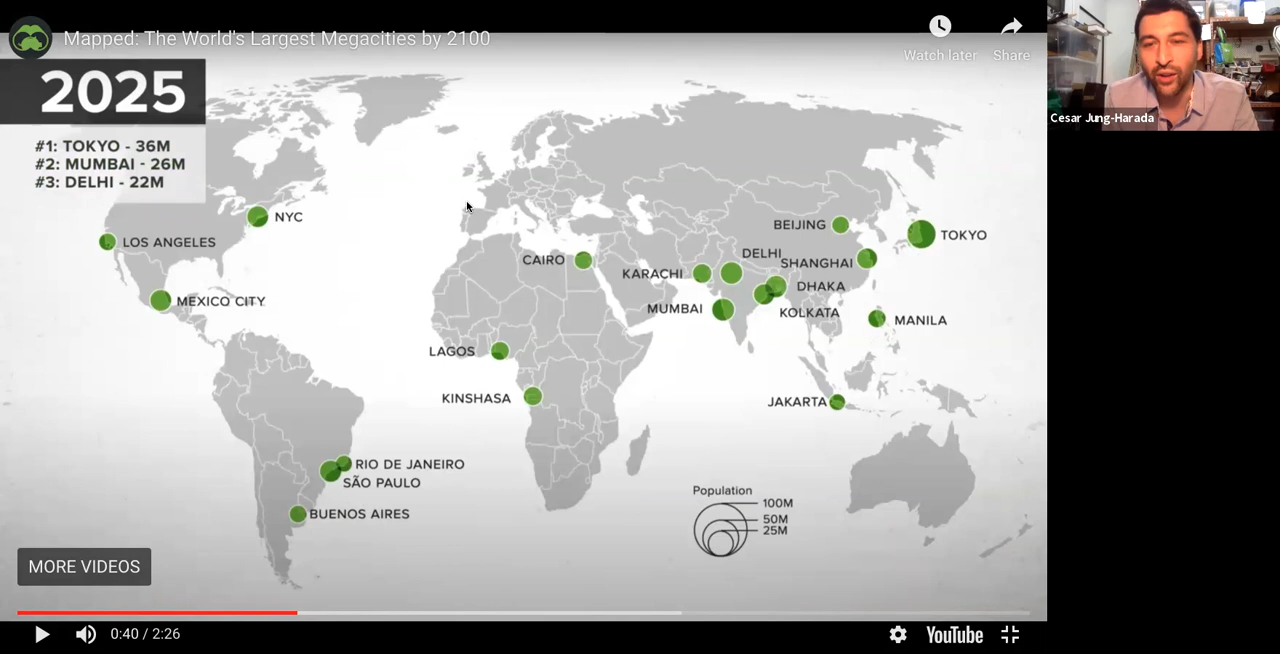 Mapped: The World's Largest Megacities by 2100
Watch later
Share
2025
#1: TOKYO - 36M
#2: MUMBAI - 26M
#3: DELHI - 22M
Cesar Jung-Harada
NYC
LOS ANGELES
MEXICO CITY
CAIRO
KARACHI
DELHI
BEIJING
SHANGHAI
TOKYO
MUMBAI
DHAKA
KOLKATA
MANILA
LAGOS
KINSHASA
JAKARTA
RIO DE JANEIRO
SÃO PAULO
BUENOS AIRES
Population
100M
50M
25M
MORE VIDEOS
0:40 / 2:26
YouTube